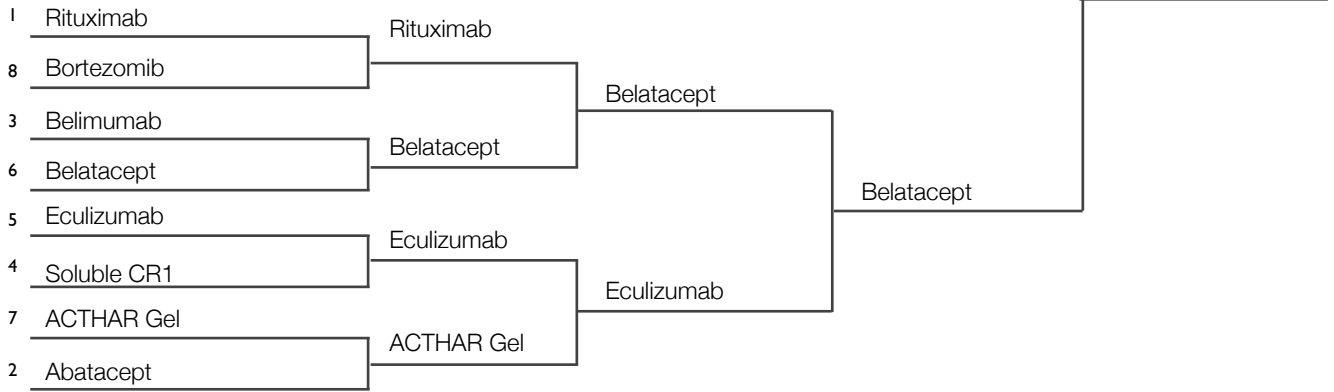 1 Rituximab
8 Bortezomib
3 Belimumab
6 Belatacept
5 Eculizumab
4 Soluble CR1
7 ACTHAR Gel
2 Abatacept
Rituximab
Belatacept
Eculizumab
ACTHAR Gel
Belatacept
Eculizumab
Belatacept